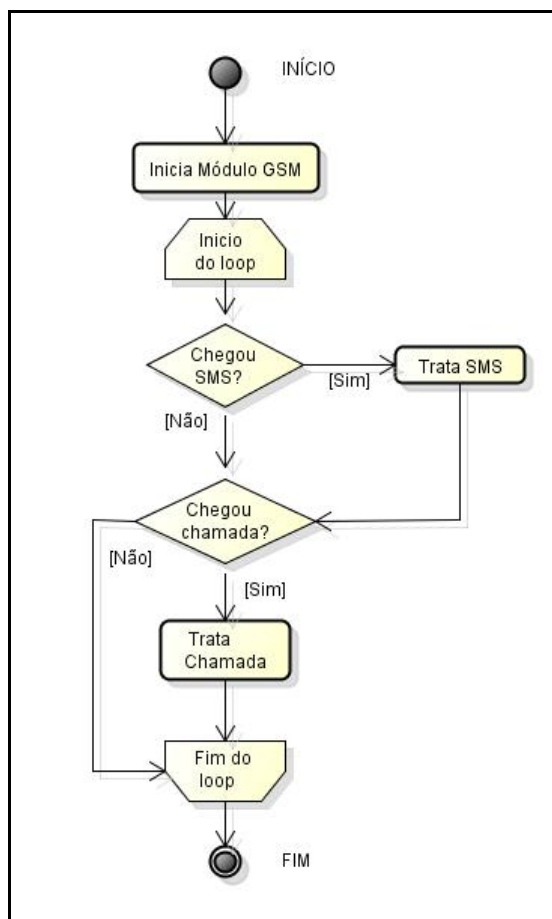 INÍCIO
Inicia Módulo GSM
Inicio
do loop
Chegou
SMS?
[Sim]
Trata SMS
[Não]
Chegou
chamada?
[Não]
[Sim]
Trata
Chamada
Fim do
loop
FIM